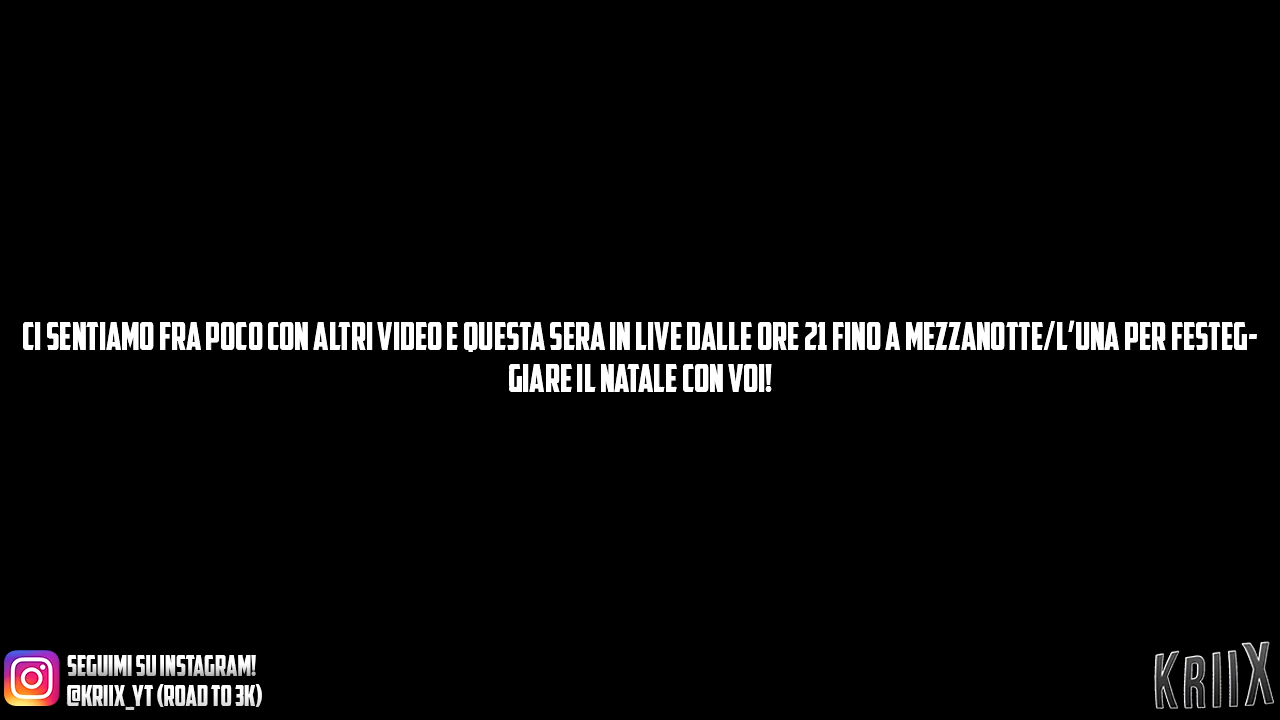 CI SENTIAMO FRA POCO CON ALTRI VIDEO E QUESTA SERA IN LIVE DALLE ORE 21 FINO A MEZZANOTTE/L'UNA PER FESTEG-
GIARE IL NATALE CON VOI!
SEGUIMI SU INSTAGRAM!
@KRIIX_YT (ROAD TO 3K)
KRIIX